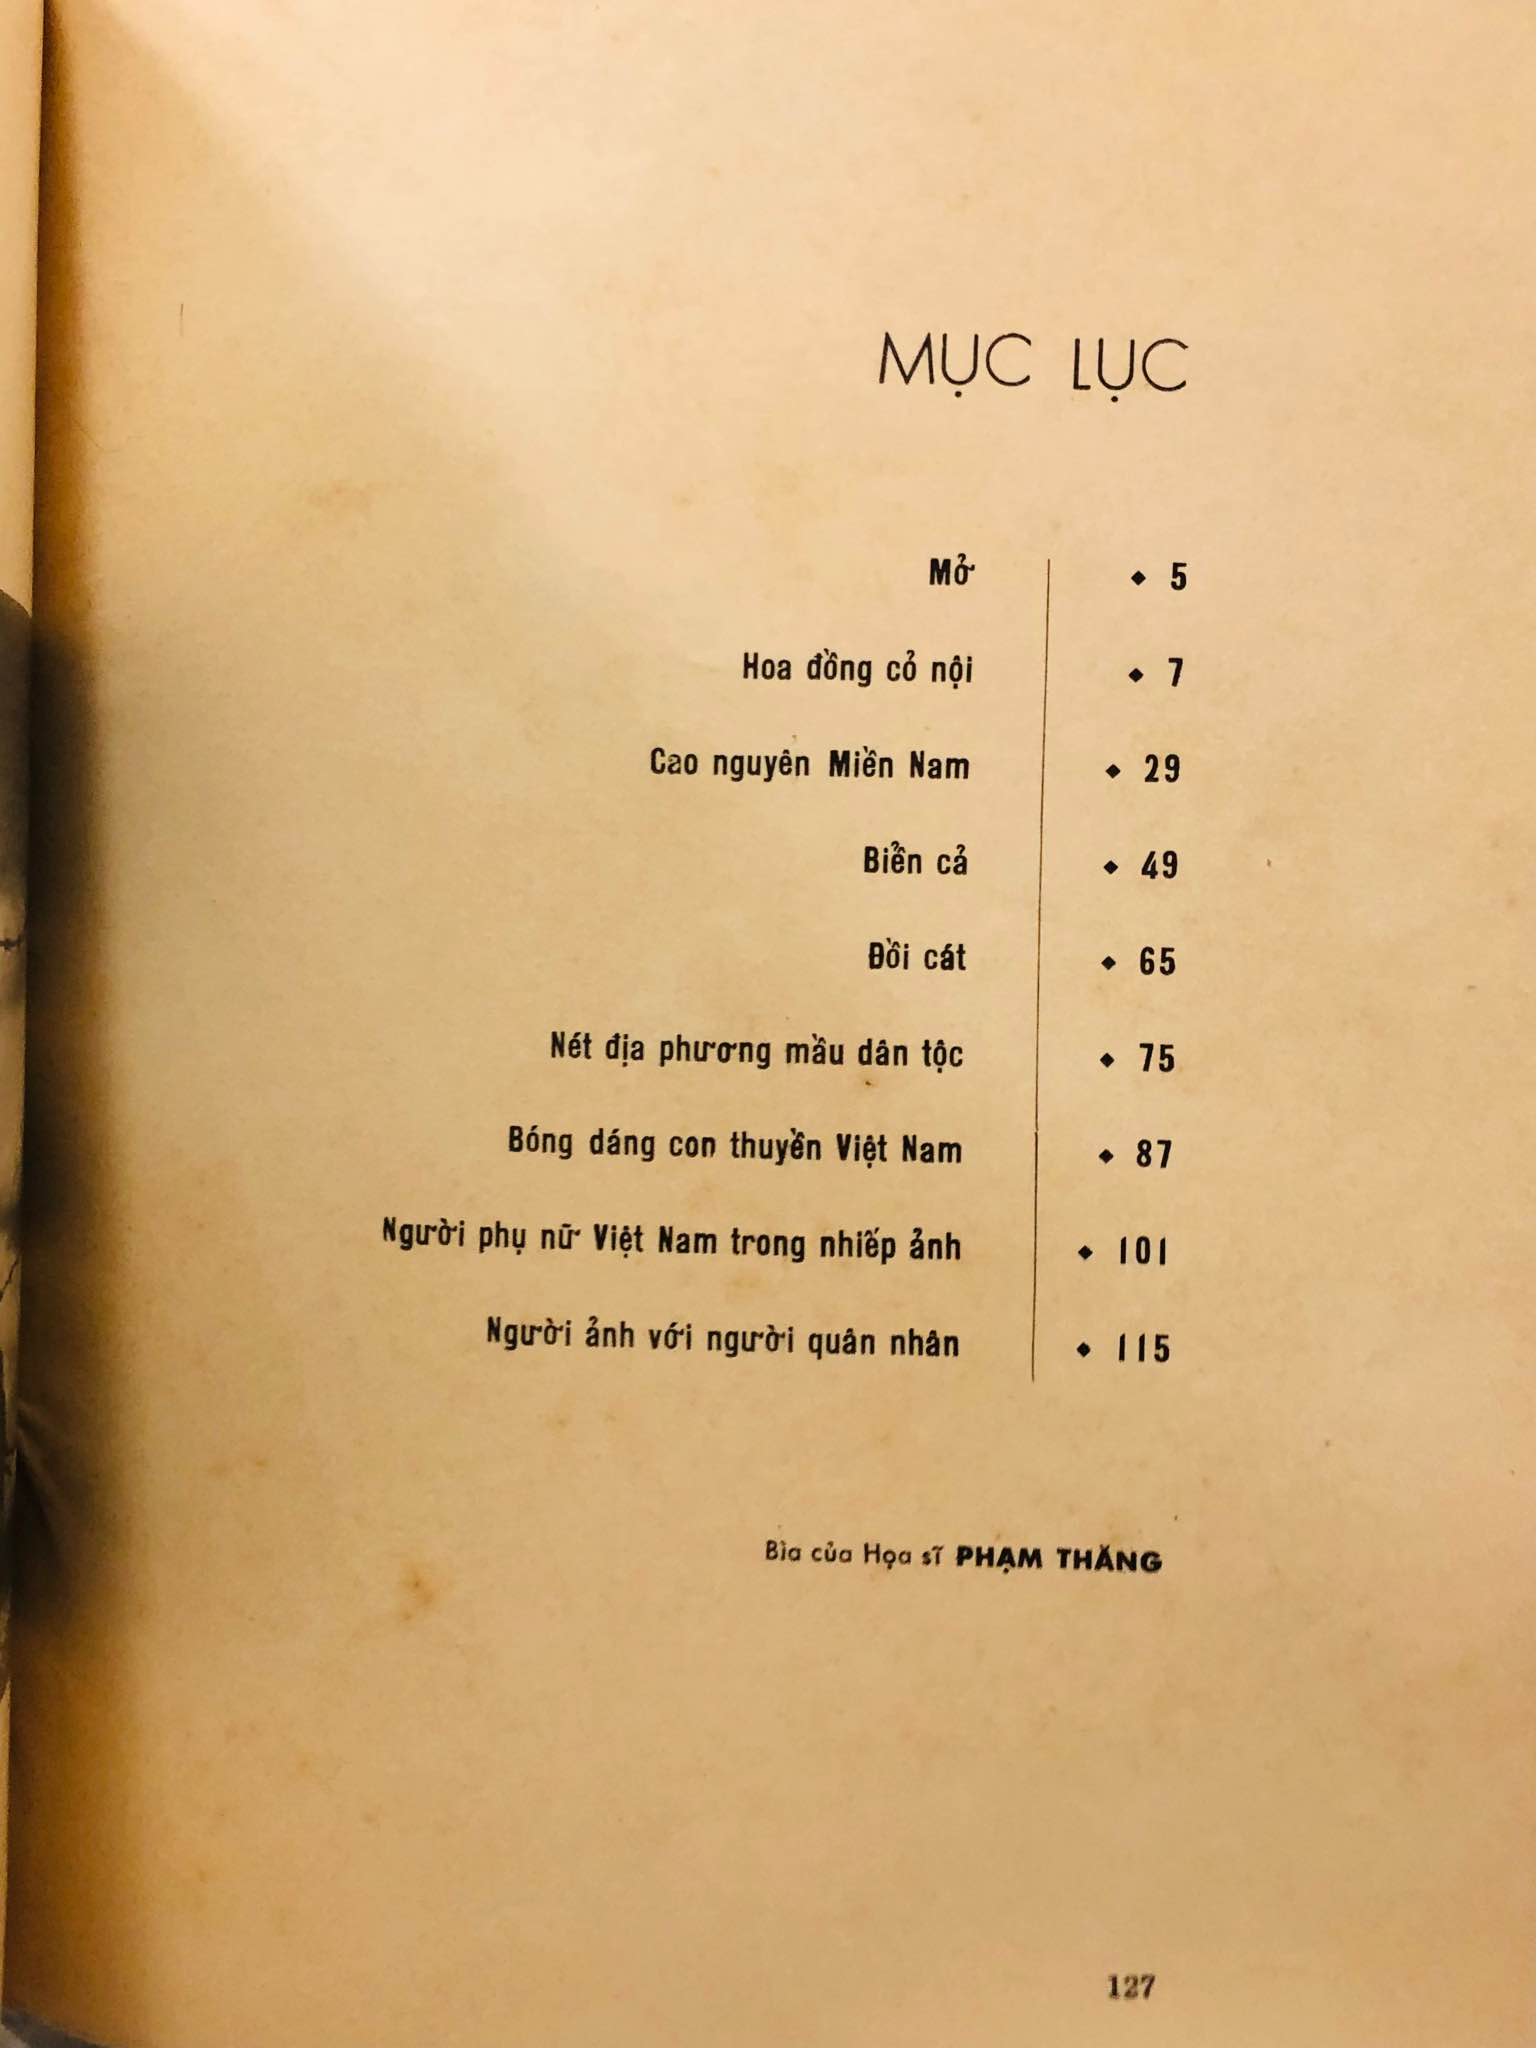 MỤC LỤC
Mở ◆ 5
Hoa đồng cỏ nội ◆ 7
Cao nguyên Miền Nam ◆ 29
Biển cả ◆ 49
Đồi cát ◆ 65
Nét địa phương mầu dân tộc ◆ 75
Bóng dáng con thuyền Việt Nam ◆ 87
Người phụ nữ Việt Nam trong nhiếp ảnh ◆ 101
Người ảnh với người quân nhân ◆ 115
Bìa của Họa sĩ PHẠM THĂNG
127